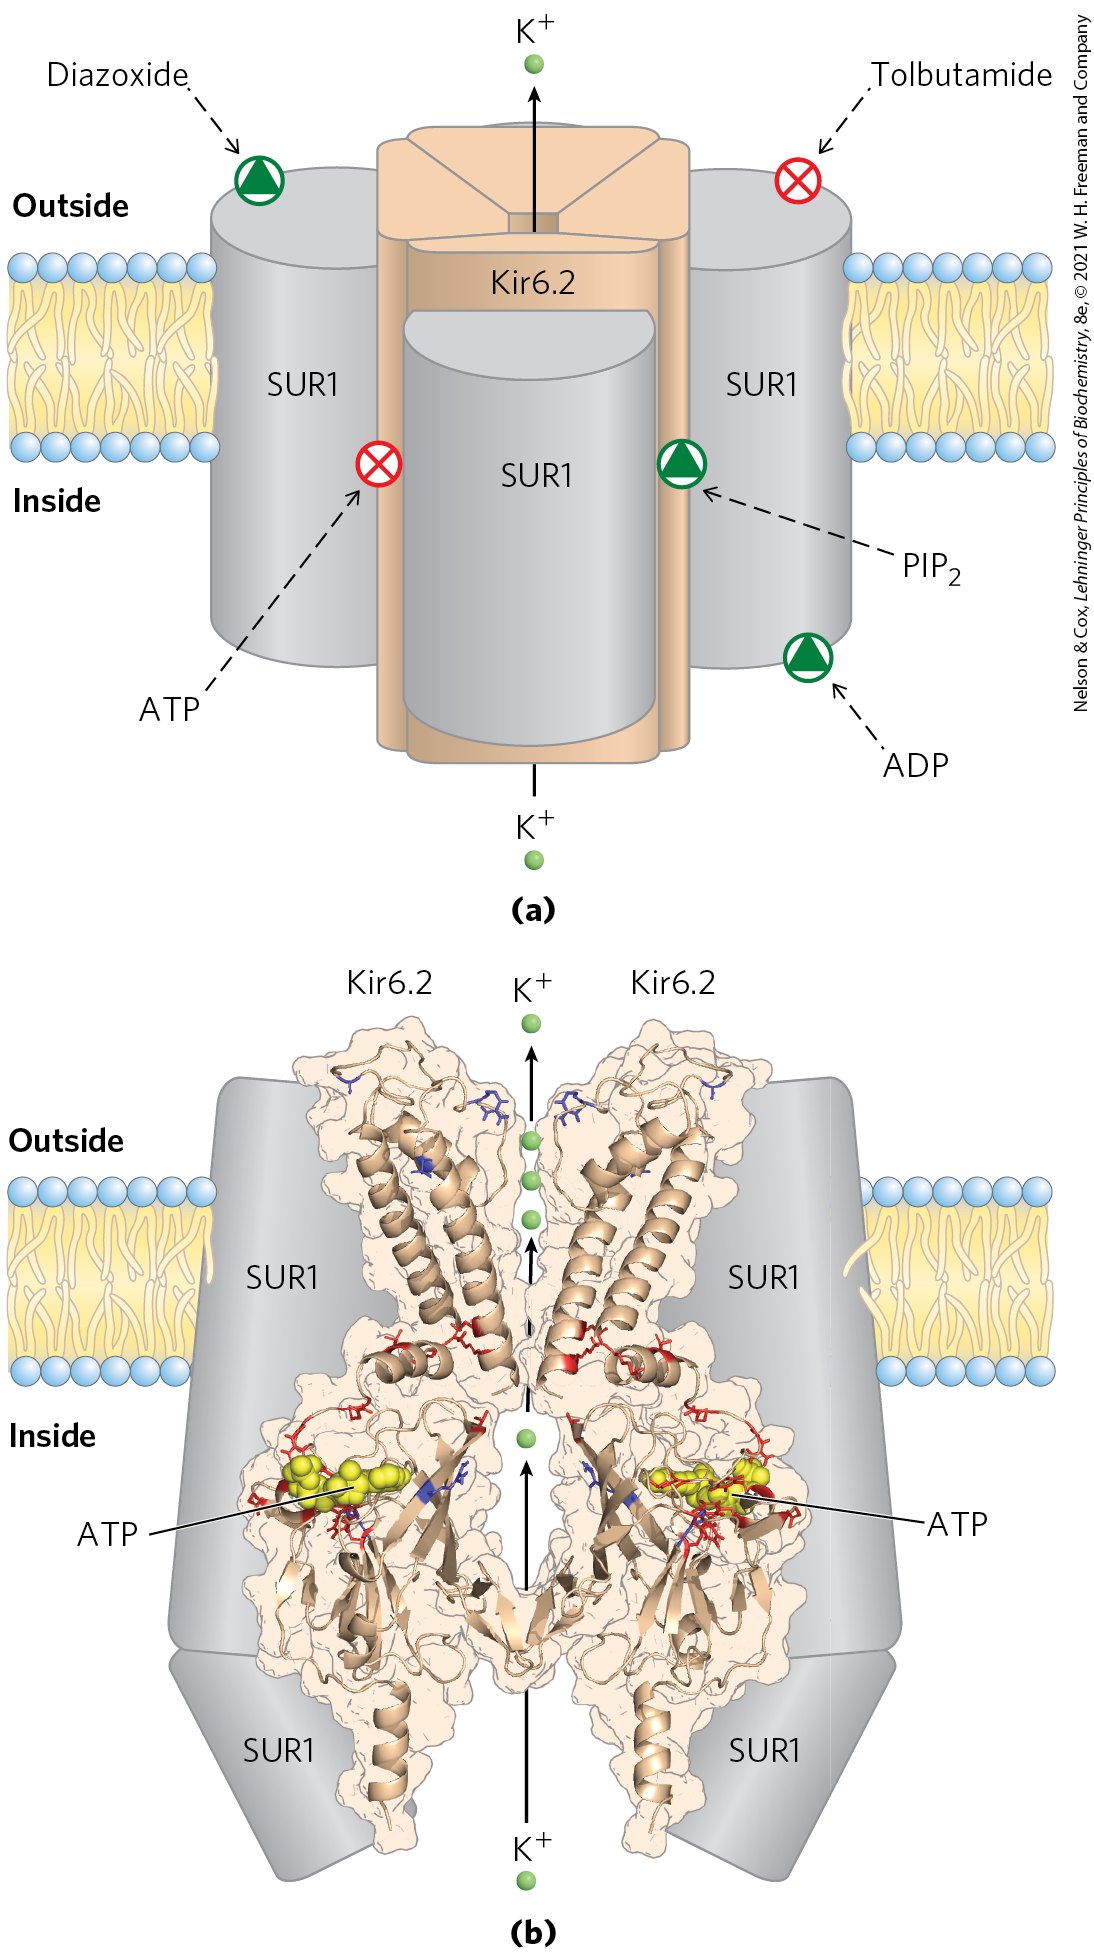 K⁺
Diazoxide
Tolbutamide
Outside
Kir6.2
SUR1
SUR1
SUR1
Inside
PIP₂
ATP
ADP
K⁺
(a)
Nelson & Cox, Lehninger Principles of Biochemistry, 8e, © 2021 W. H. Freeman and Company
Kir6.2
K⁺
Kir6.2
Outside
SUR1
SUR1
Inside
ATP
ATP
SUR1
SUR1
K⁺
(b)